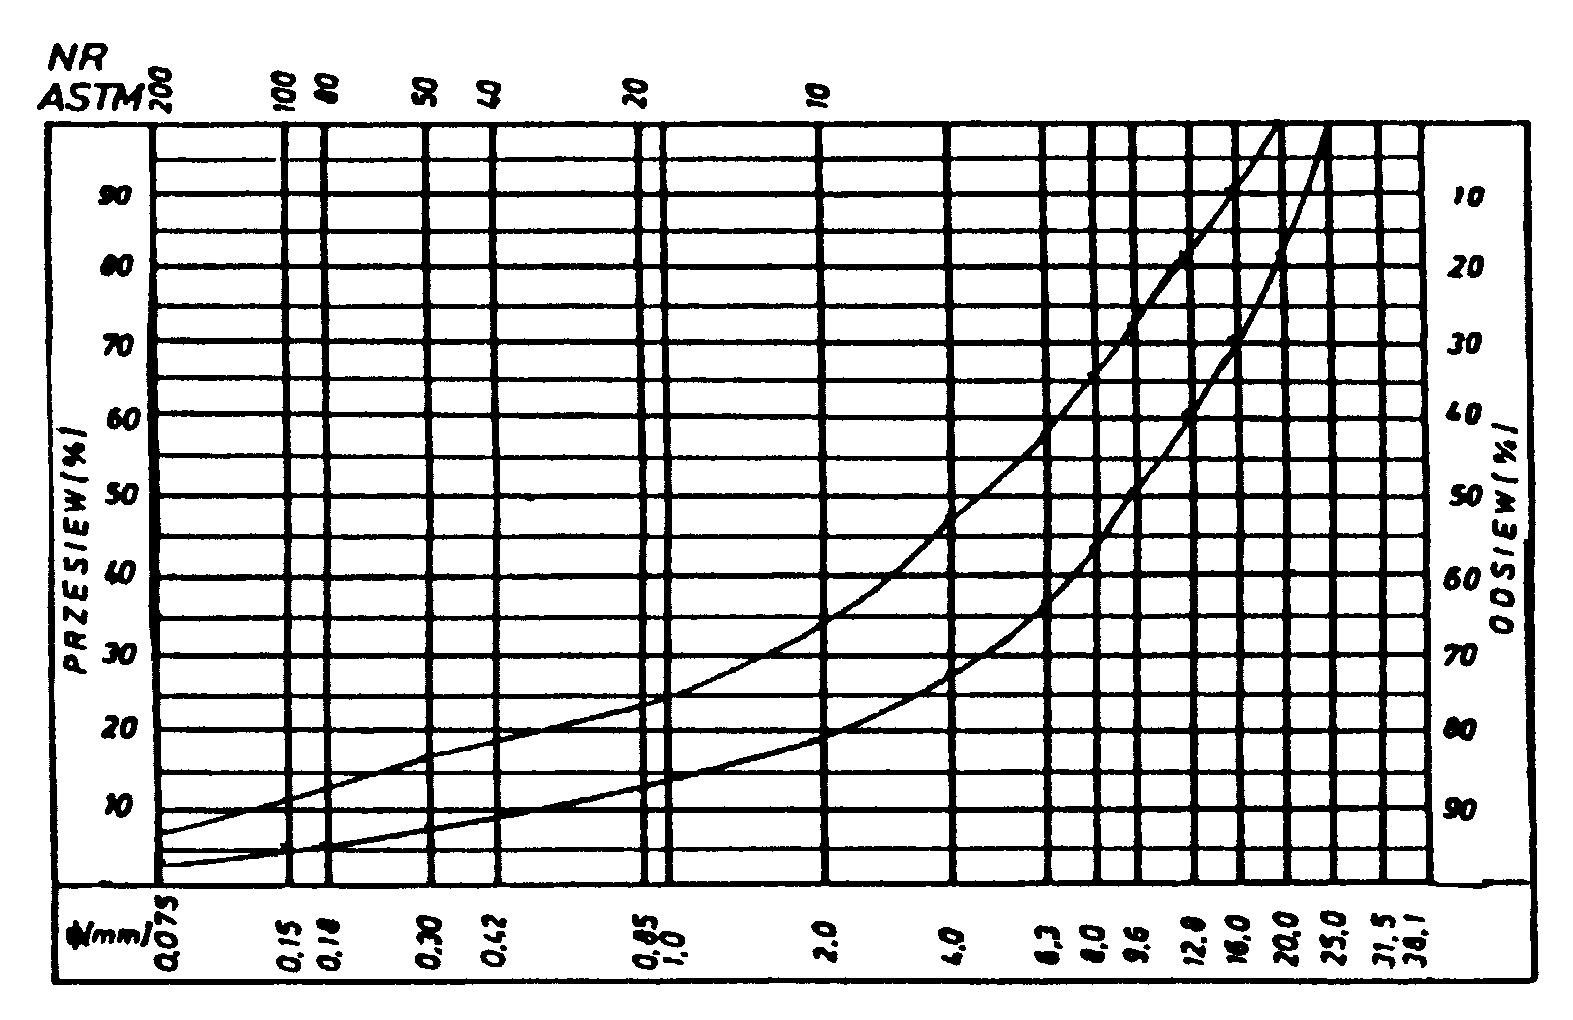 NR
ASTM 200 100 80 50 40 20 10
90 10
80 20
70 30
60 40
50 50
40 60
30 70
20 80
10 90
PRZESIEW (%)
ODSIEW (%)
ϕ(mm) 0.075 0,15 0,18 0,30 0,42 0,85 1,0 2.0 4,0 6,3 8,0 9,6 12.8 16,0 20,0 25,0 31,5 38,1